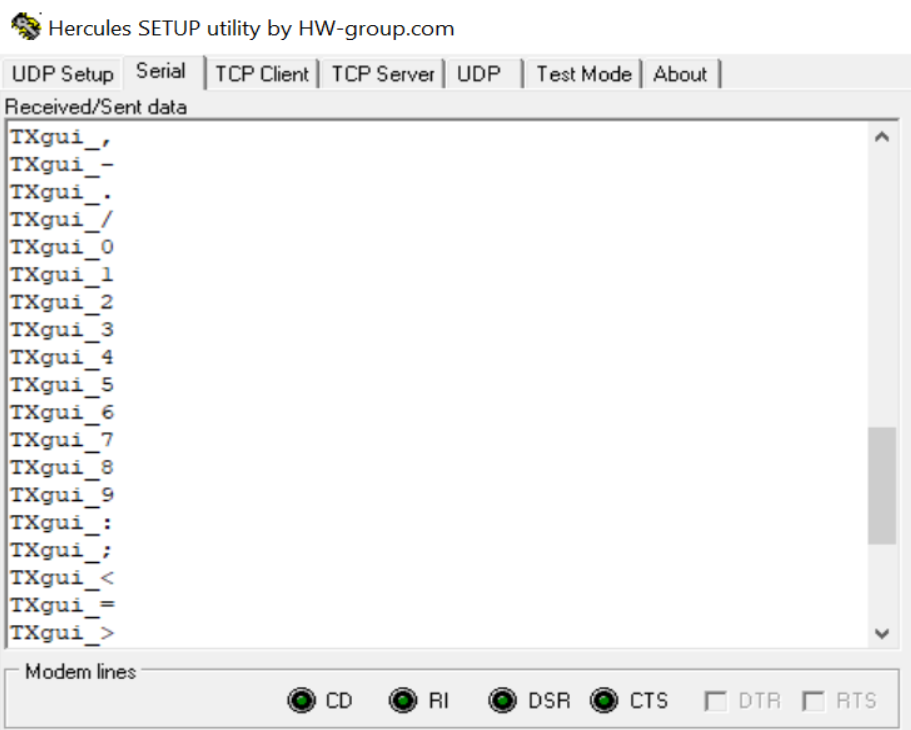 Hercules SETUP utility by HW-group.com
UDP Setup Serial TCP Client TCP Server UDP Test Mode About
Received/Sent data
TXgui_,
TXgui_-
TXgui_.
TXgui_/
TXgui_0
TXgui_1
TXgui_2
TXgui_3
TXgui_4
TXgui_5
TXgui_6
TXgui_7
TXgui_8
TXgui_9
TXgui_:
TXgui_;
TXgui_<
TXgui_=
TXgui_>
Modem lines
CD RI DSR CTS DTR RTS